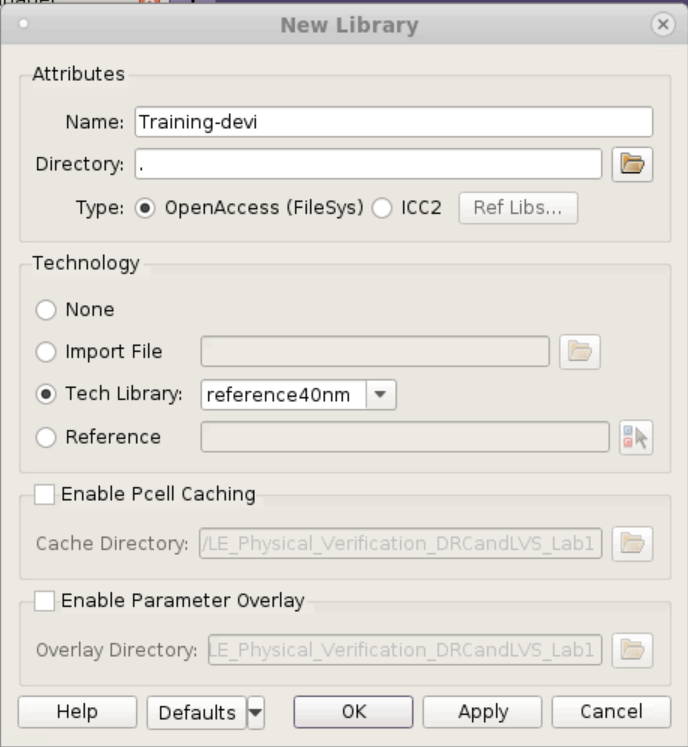 New Library
Attributes
Name: Training-devi
Directory: .
Type: OpenAccess (FileSys) ICC2 Ref Libs...
Technology
None
Import File
Tech Library: reference40nm
Reference
Enable Pcell Caching
Cache Directory: /LE_Physical_Verification_DRCandLVS_Lab1
Enable Parameter Overlay
Overlay Directory: LE_Physical_Verification_DRCandLVS_Lab1
Help Defaults OK Apply Cancel